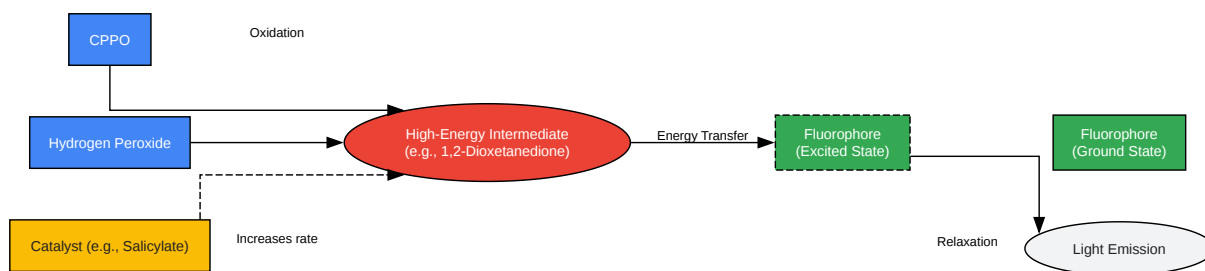 CPPO
Oxidation
Hydrogen Peroxide
High-Energy Intermediate
(e.g., 1,2-Dioxetanedione)
Energy Transfer
Fluorophore
(Excited State)
Fluorophore
(Ground State)
Catalyst (e.g., Salicylate)
Increases rate
Relaxation
Light Emission